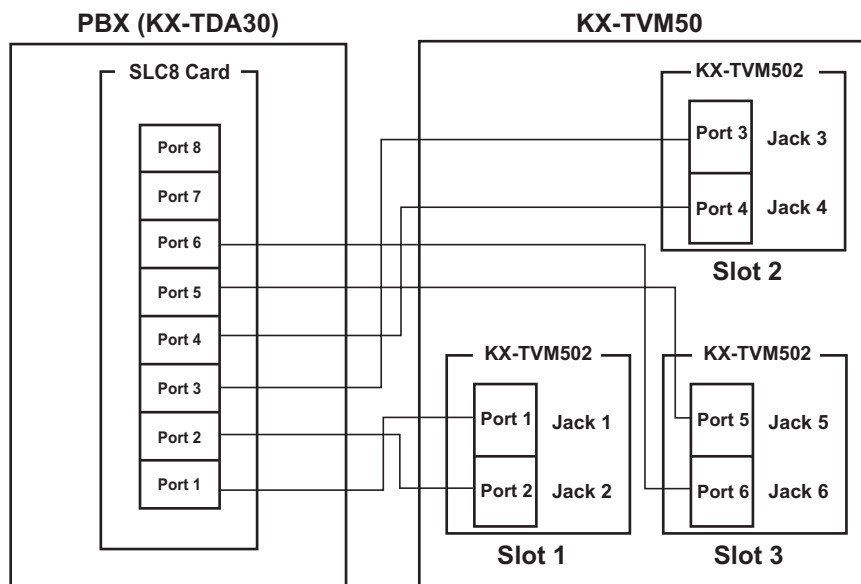 PBX (KX-TDA30)
SLC8 Card
Port 8
Port 7
Port 6
Port 5
Port 4
Port 3
Port 2
Port 1
KX-TVM50
KX-TVM502
Port 3 Jack 3
Port 4 Jack 4
Slot 2
KX-TVM502
Port 1 Jack 1
Port 2 Jack 2
Slot 1
KX-TVM502
Port 5 Jack 5
Port 6 Jack 6
Slot 3